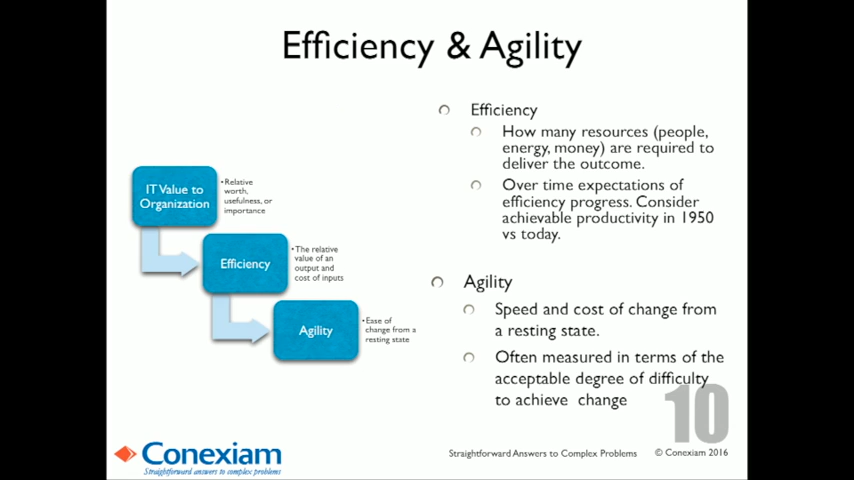 Efficiency & Agility
IT Value to
Organization
• Relative
worth,
usefulness, or
importance
Efficiency
• The relative
value of an
output and
cost of inputs
Agility
• Ease of
change from a
resting state
Efficiency
How many resources (people,
energy, money) are required to
deliver the outcome.
Over time expectations of
efficiency progress. Consider
achievable productivity in 1950
vs today.
Agility
Speed and cost of change from
a resting state.
Often measured in terms of the
acceptable degree of difficulty
to achieve change
10
Conexiam
Straightforward answers to complex problems
Straightforward Answers to Complex Problems
© Conexiam 2016